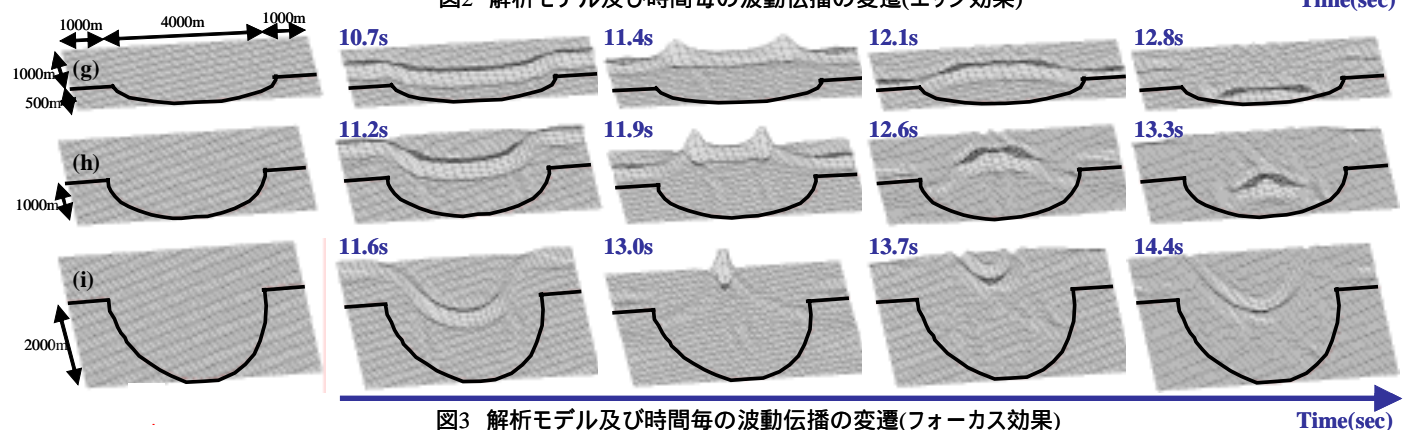 図2 解析モデル及び時間毎の波動伝播の変遷(エッジ効果) Time(sec)
1000m 4000m 1000m
1000m
500m
(g) 10.7s 11.4s 12.1s 12.8s
(h) 11.2s 11.9s 12.6s 13.3s
1000m
(i) 11.6s 13.0s 13.7s 14.4s
2000m
図3 解析モデル及び時間毎の波動伝播の変遷(フォーカス効果) Time(sec)